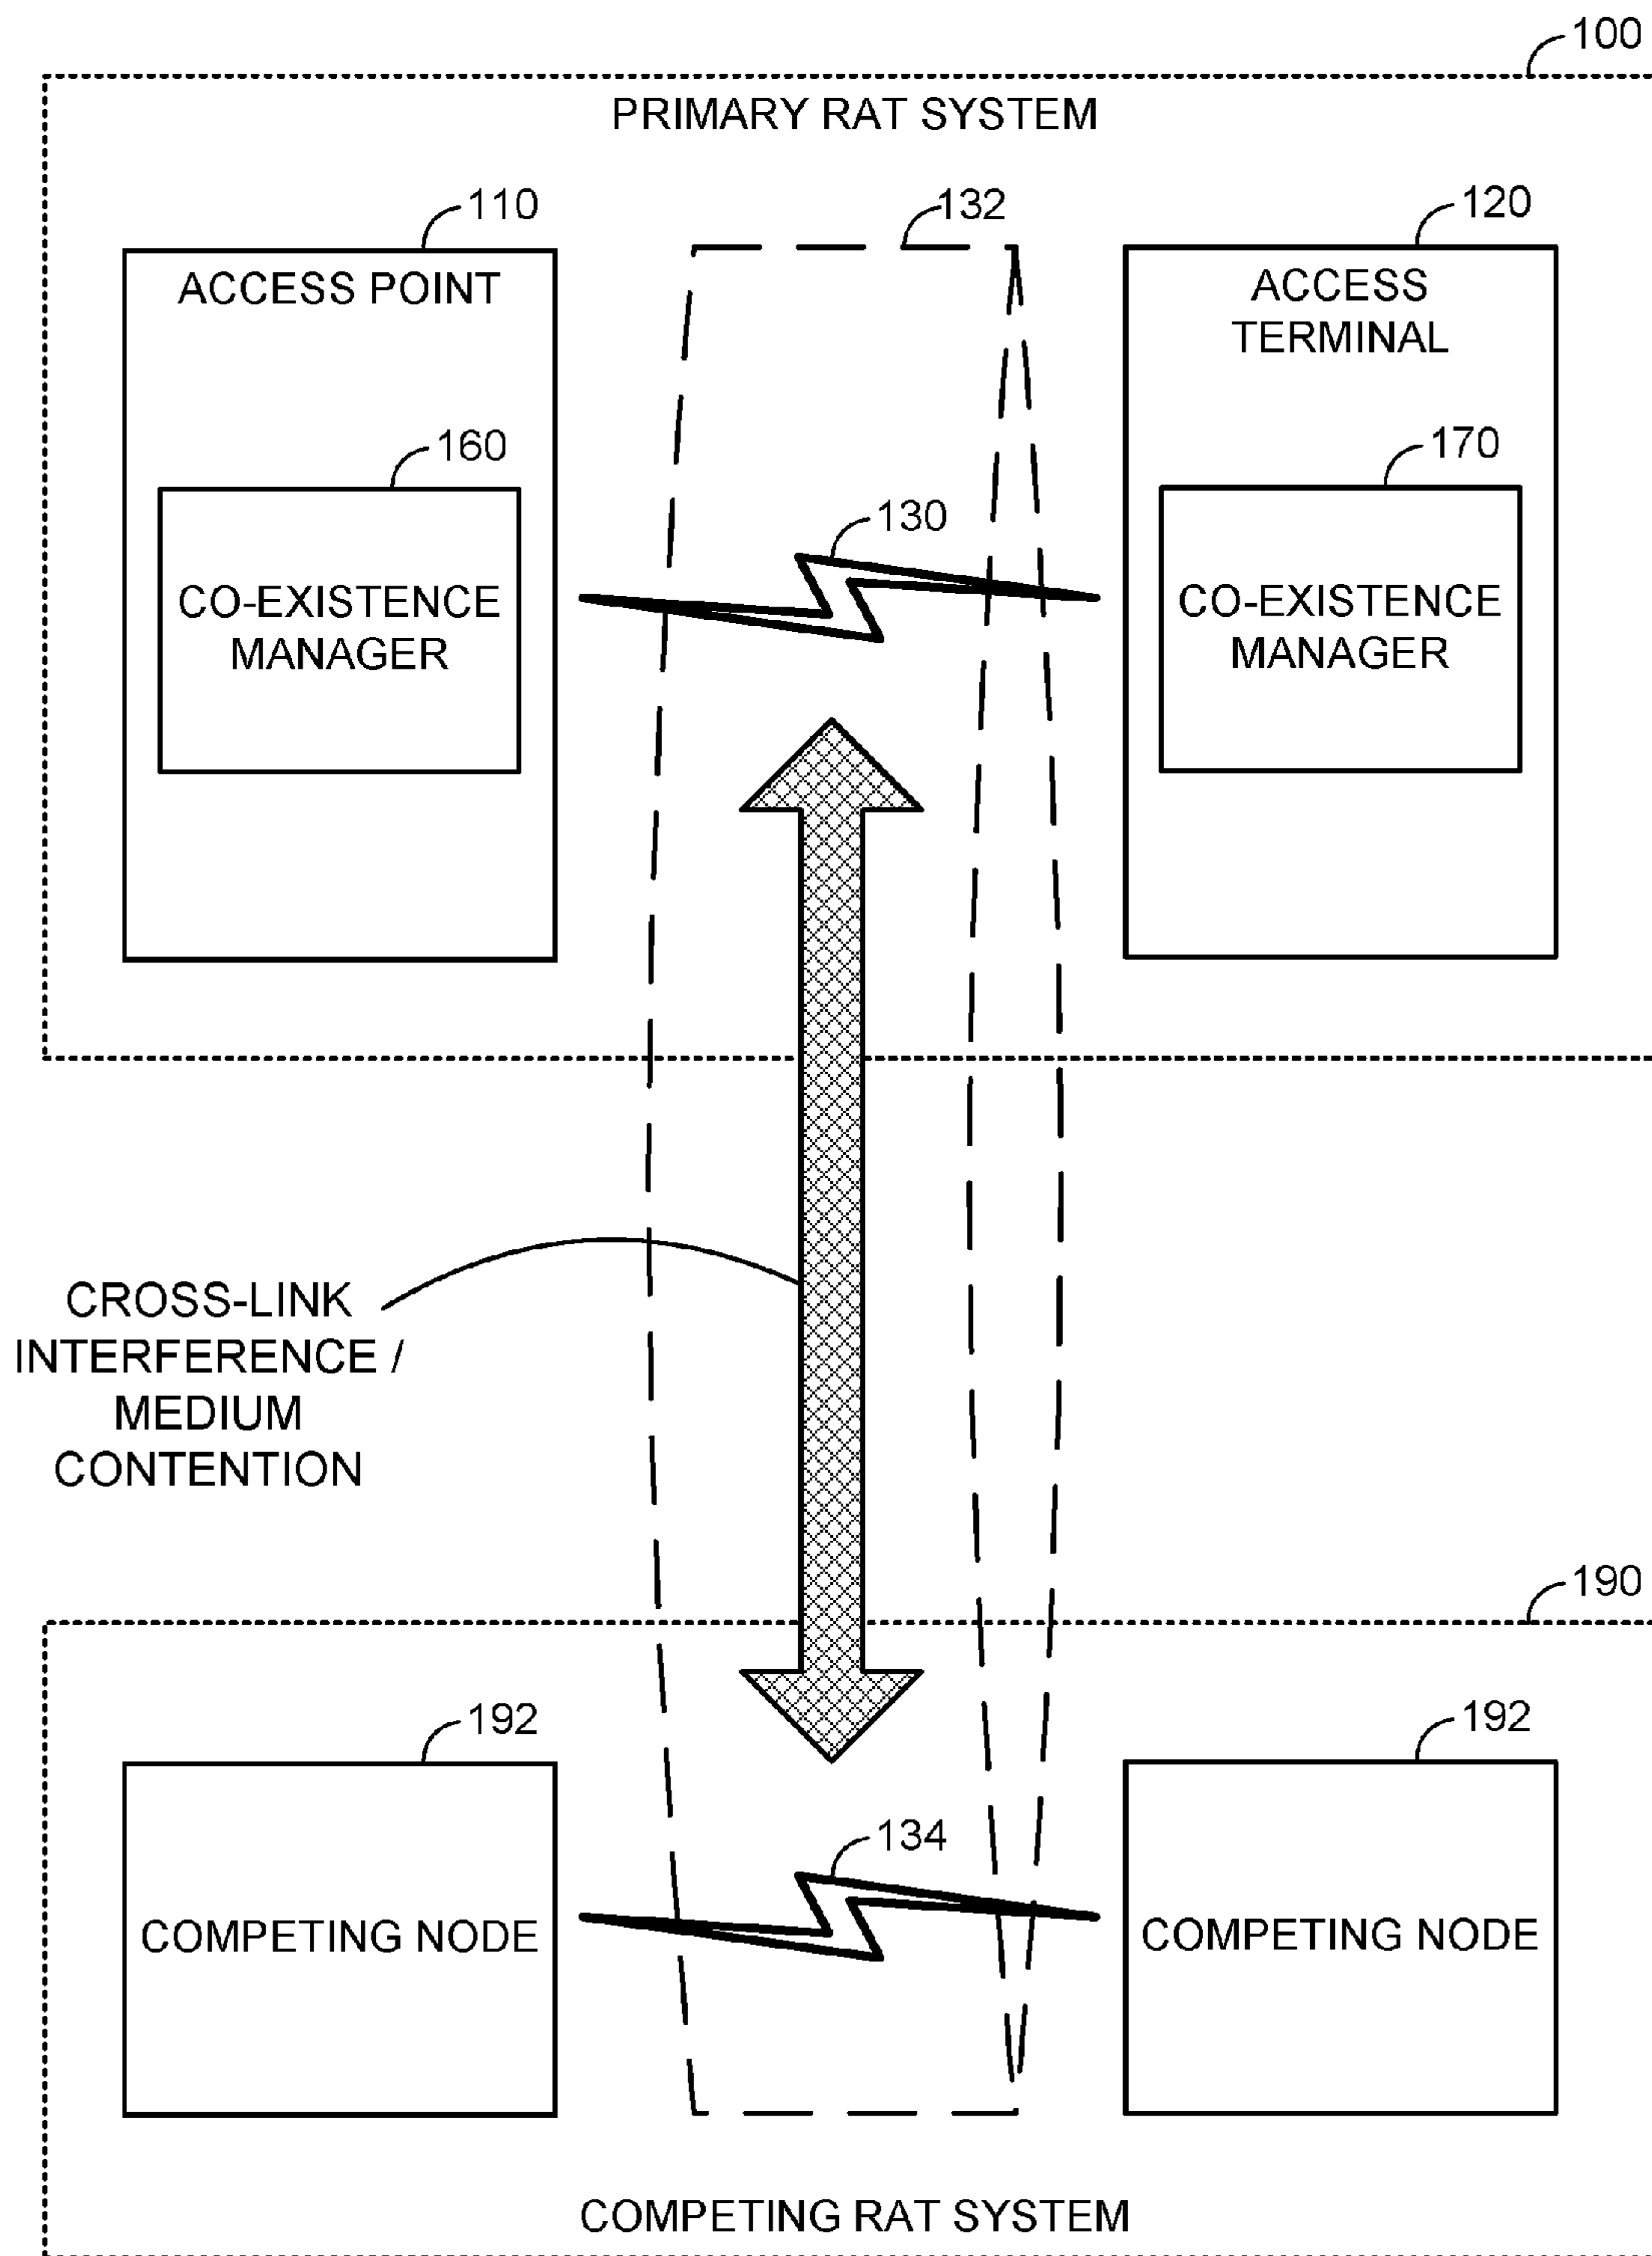 100
PRIMARY RAT SYSTEM
110
132
120
ACCESS POINT
ACCESS
TERMINAL
160
170
130
CO-EXISTENCE
MANAGER
CO-EXISTENCE
MANAGER
CROSS-LINK
INTERFERENCE /
MEDIUM
CONTENTION
190
192
192
134
COMPETING NODE
COMPETING NODE
COMPETING RAT SYSTEM